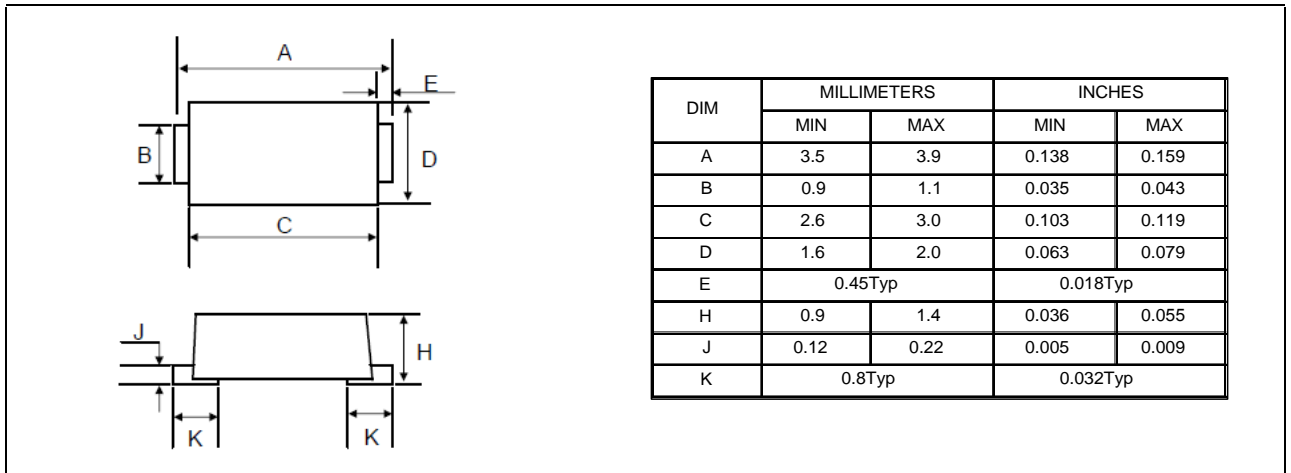 A
E
B
D
C
J
H
K K
DIM MILLIMETERS INCHES
MIN MAX MIN MAX
A 3.5 3.9 0.138 0.159
B 0.9 1.1 0.035 0.043
C 2.6 3.0 0.103 0.119
D 1.6 2.0 0.063 0.079
E 0.45Typ 0.018Typ
H 0.9 1.4 0.036 0.055
J 0.12 0.22 0.005 0.009
K 0.8Typ 0.032Typ